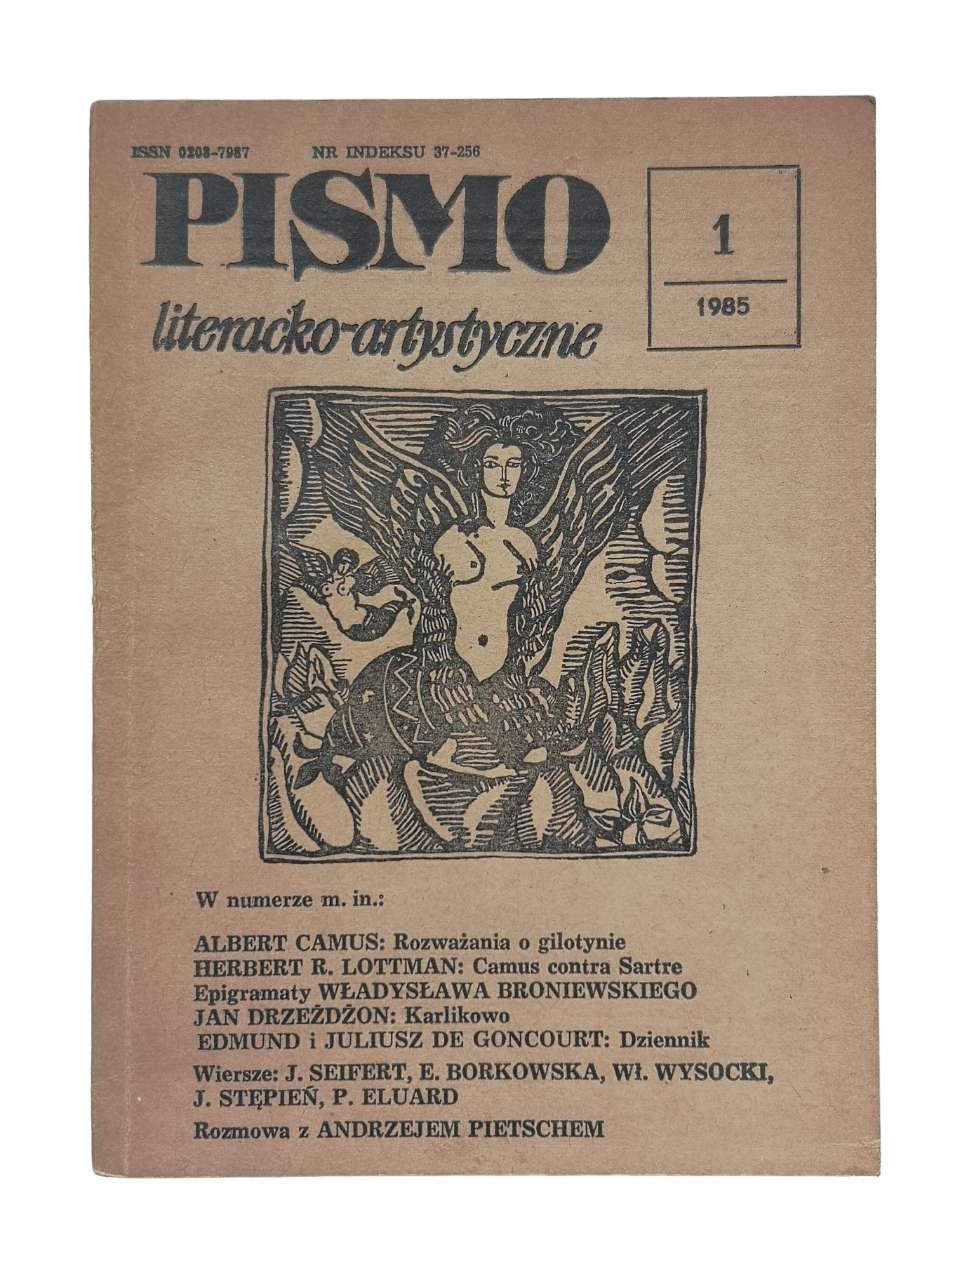 ISSN 0208-7987 NR INDEKSU 37-256
PISMO
literacko-artystyczne
1
1985
W numerze m. in.:
ALBERT CAMUS: Rozważania o gilotynie
HERBERT R. LOTTMAN: Camus contra Sartre
Epigramaty WŁADYSŁAWA BRONIEWSKIEGO
JAN DRZEŻDŻON: Karlikowo
EDMUND i JULIUSZ DE GONCOURT: Dziennik
Wiersze: J. SEIFERT, E. BORKOWSKA, Wł. WYSOCKI,
J. STĘPIEŃ, P. ELUARD
Rozmowa z ANDRZEJEM PIETSCHEM